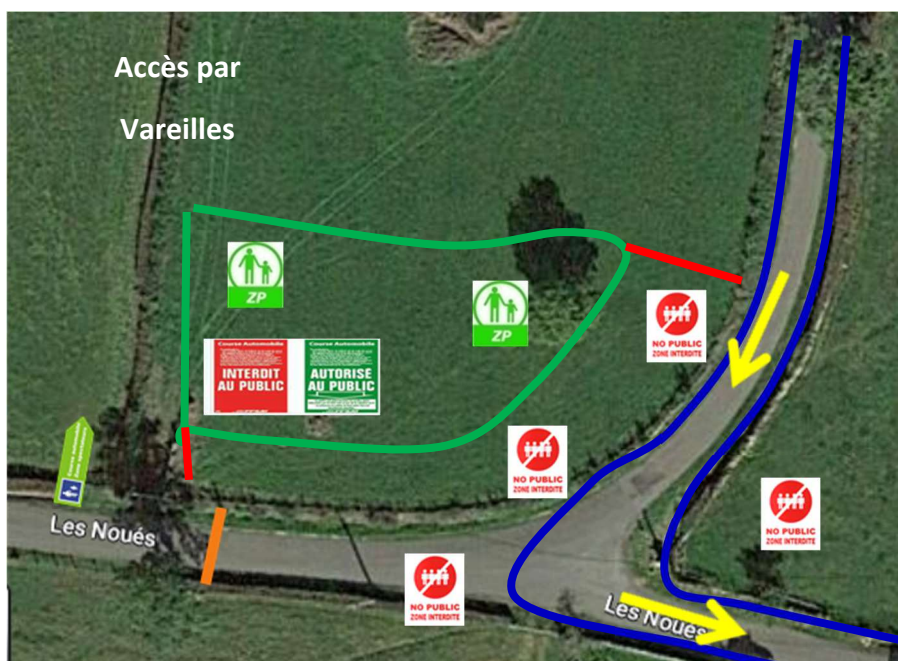 Accès par
Vareilles
ZP
ZP
NO PUBLIC
ZONE INTERDITE
Course Automobile
INTERDIT
AU PUBLIC
Course Automobile
AUTORISE
AU PUBLIC
NO PUBLIC
ZONE INTERDITE
NO PUBLIC
ZONE INTERDITE
Les Noués
NO PUBLIC
ZONE INTERDITE
Les Noués